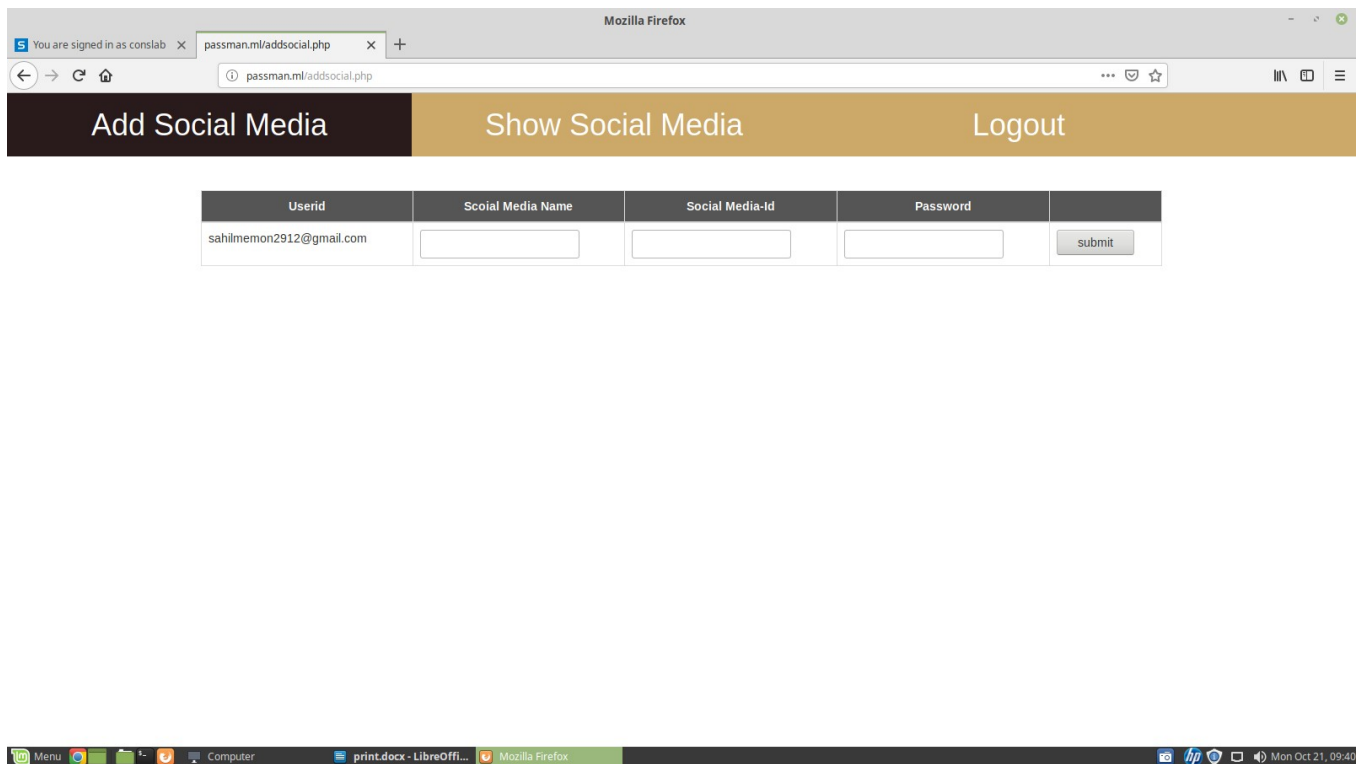 Mozilla Firefox
You are signed in as conslab
passman.ml/addsocial.php
passman.ml/addsocial.php
Add Social Media Show Social Media Logout
Userid Scoial Media Name Social Media-Id Password
sahilmemon2912@gmail.com submit
Menu Computer print.docx - LibreOffi... Mozilla Firefox hp Mon Oct 21, 09:40